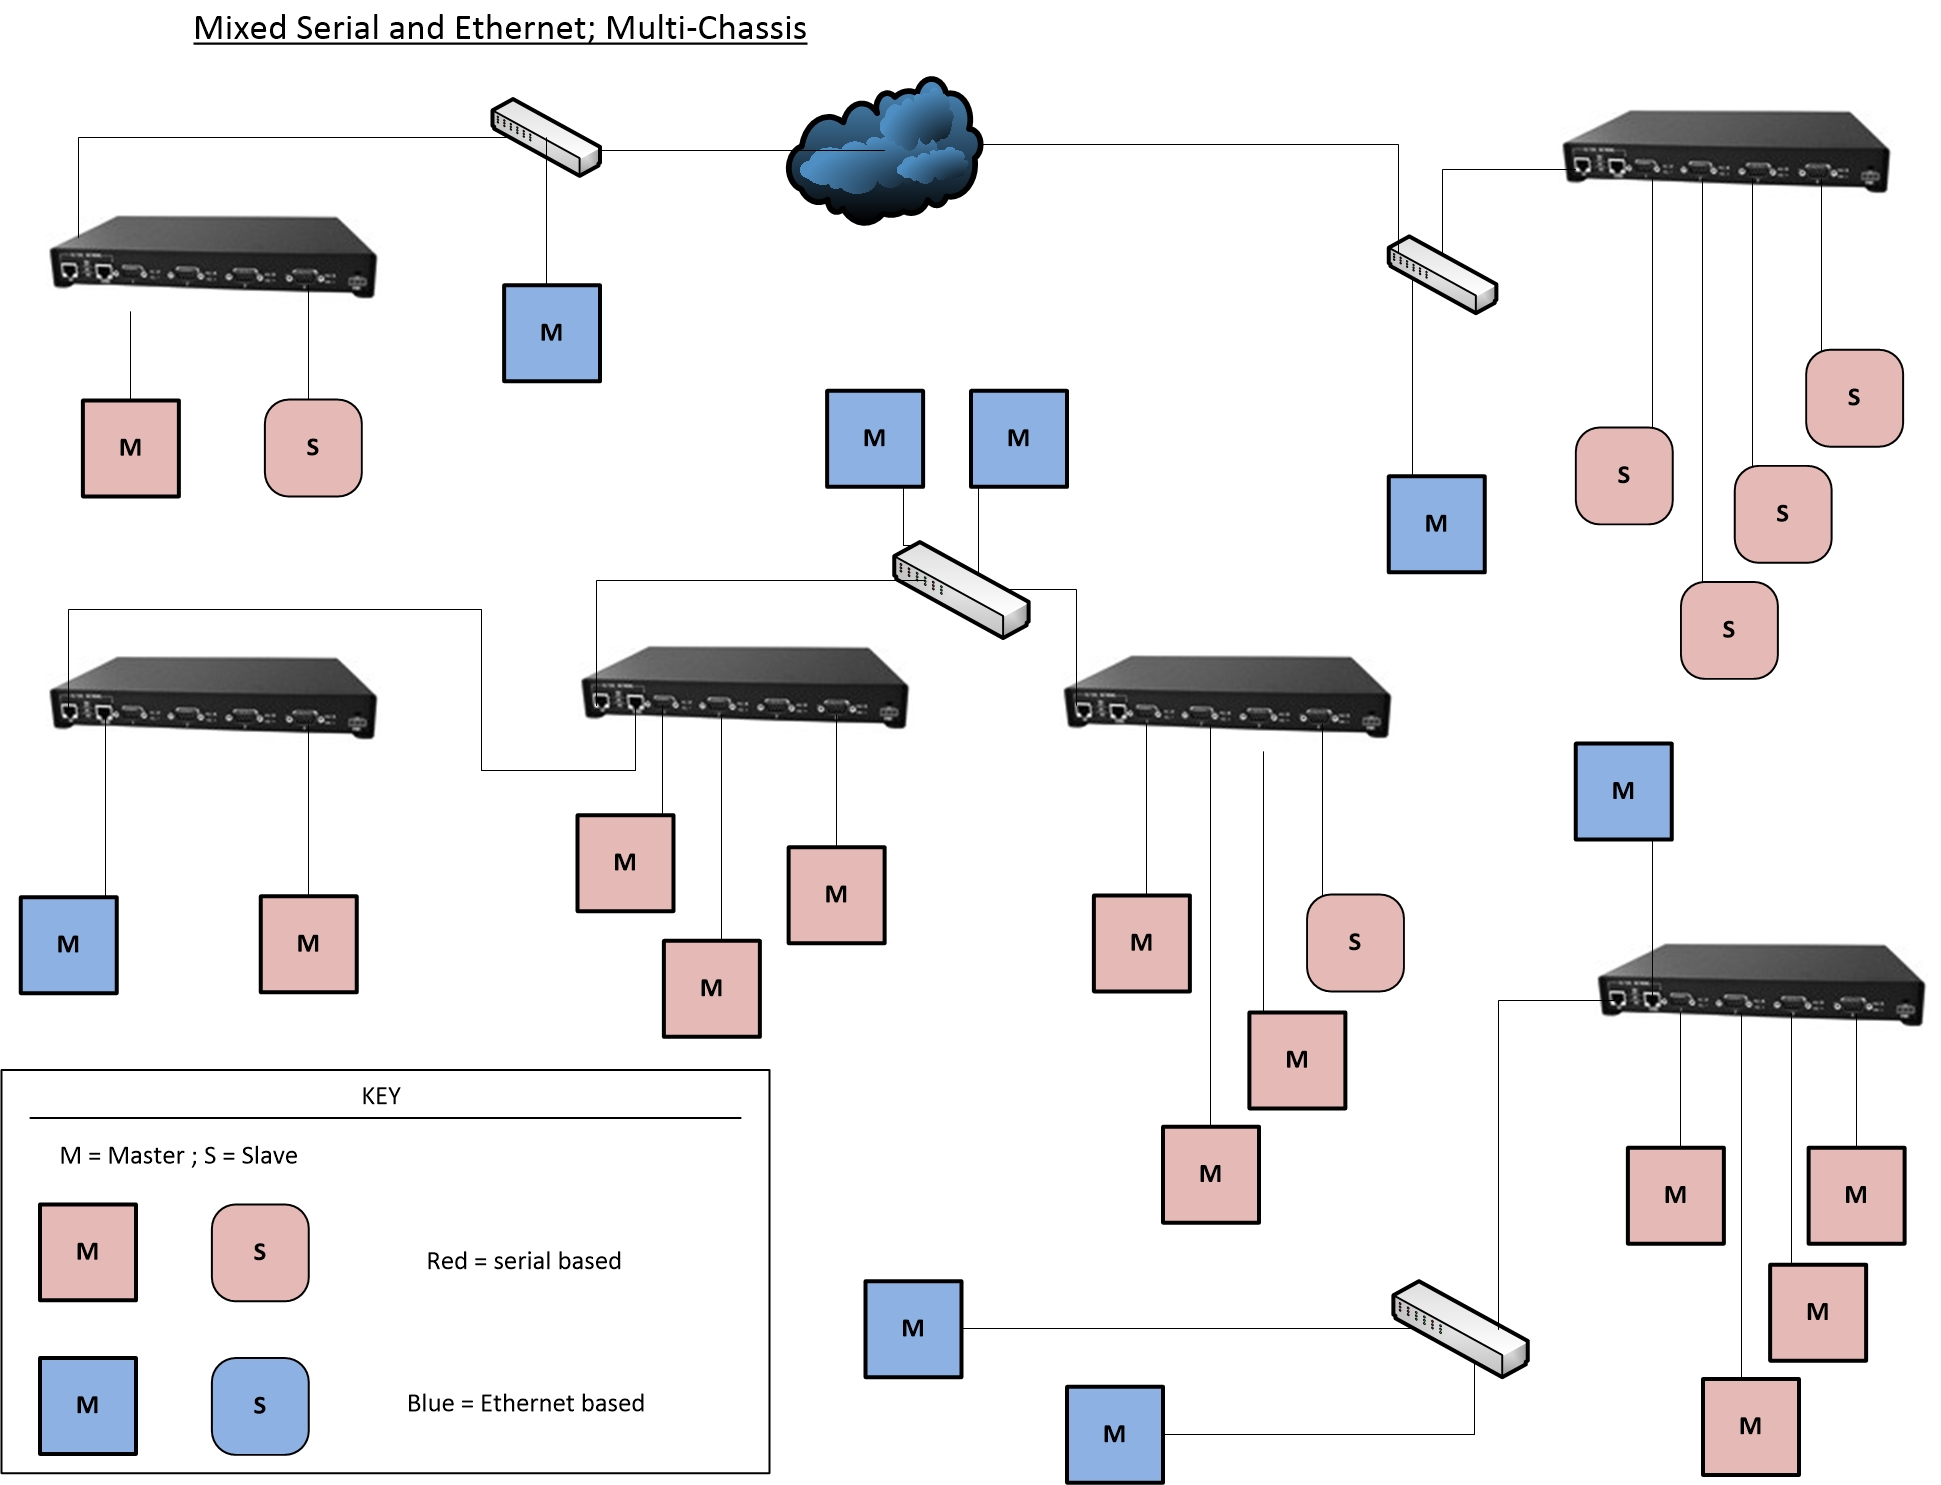 Mixed Serial and Ethernet; Multi-Chassis
M
M
S
M
M
M
S
S
S
S
M
M
M
M
M
M
M
S
M
M
M
M
M
M
M
M
M
KEY
M = Master ; S = Slave
M
S
Red = serial based
M
S
Blue = Ethernet based